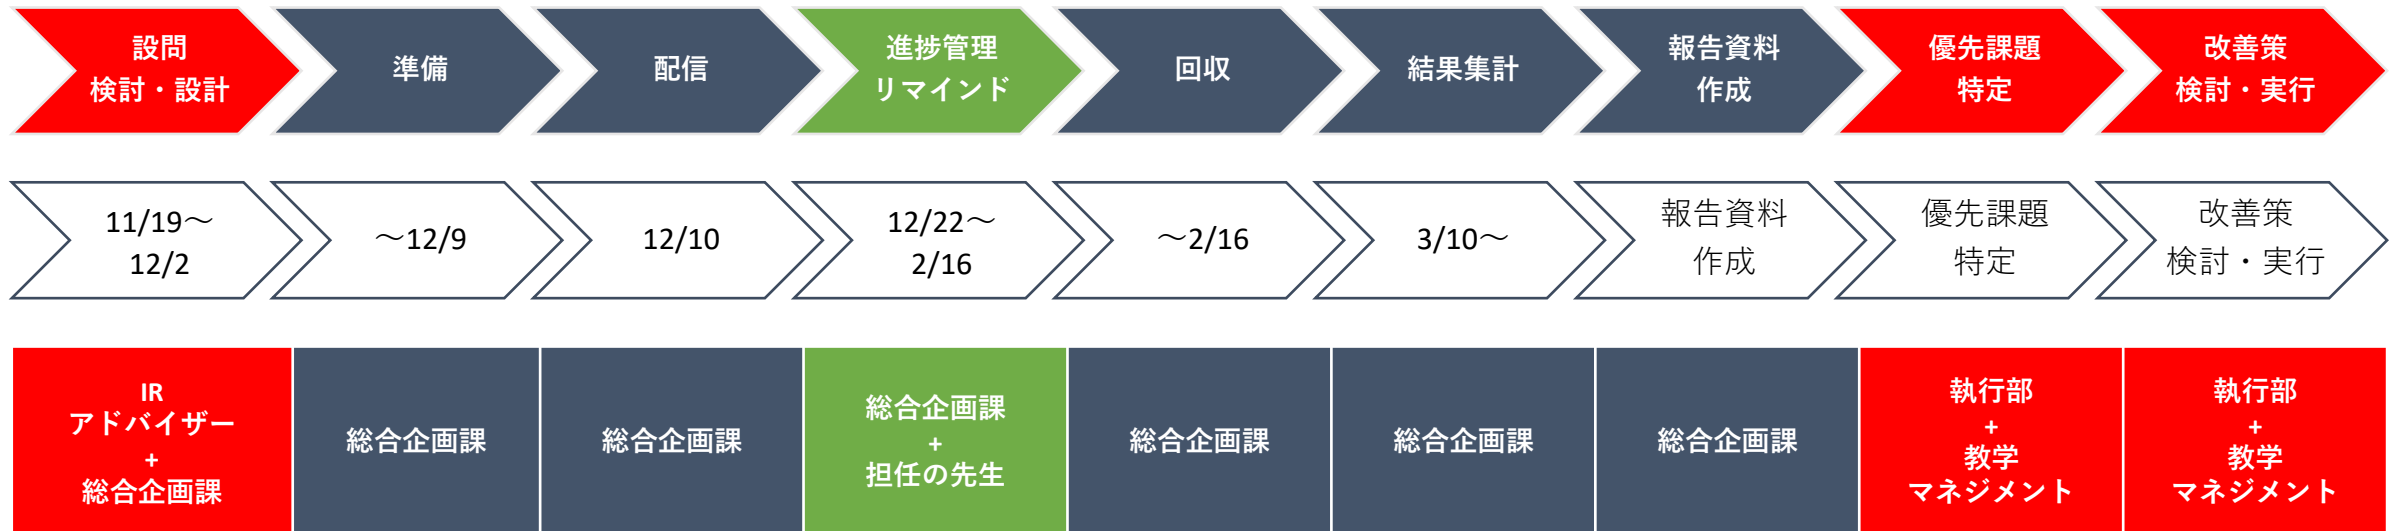 設問
検討・設計
準備
配信
進捗管理
リマインド
回収
結果集計
報告資料
作成
優先課題
特定
改善策
検討・実行
11/19～
12/2
～12/9
12/10
12/22～
2/16
～2/16
3/10～
報告資料
作成
優先課題
特定
改善策
検討・実行
IR
アドバイザー
+
総合企画課
総合企画課
総合企画課
総合企画課
+
担任の先生
総合企画課
総合企画課
総合企画課
執行部
+
教学
マネジメント
執行部
+
教学
マネジメント